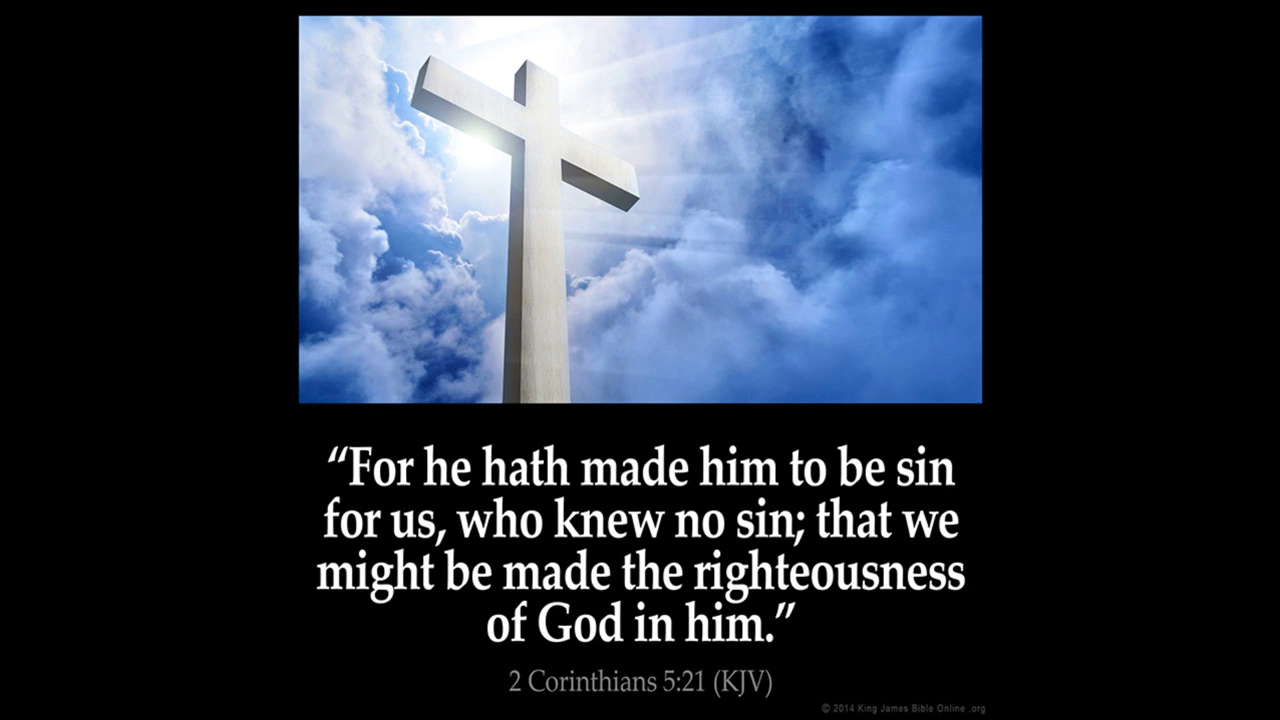 “For he hath made him to be sin
for us, who knew no sin; that we
might be made the righteousness
of God in him.”
2 Corinthians 5:21 (KJV)
© 2014 King James Bible Online .org